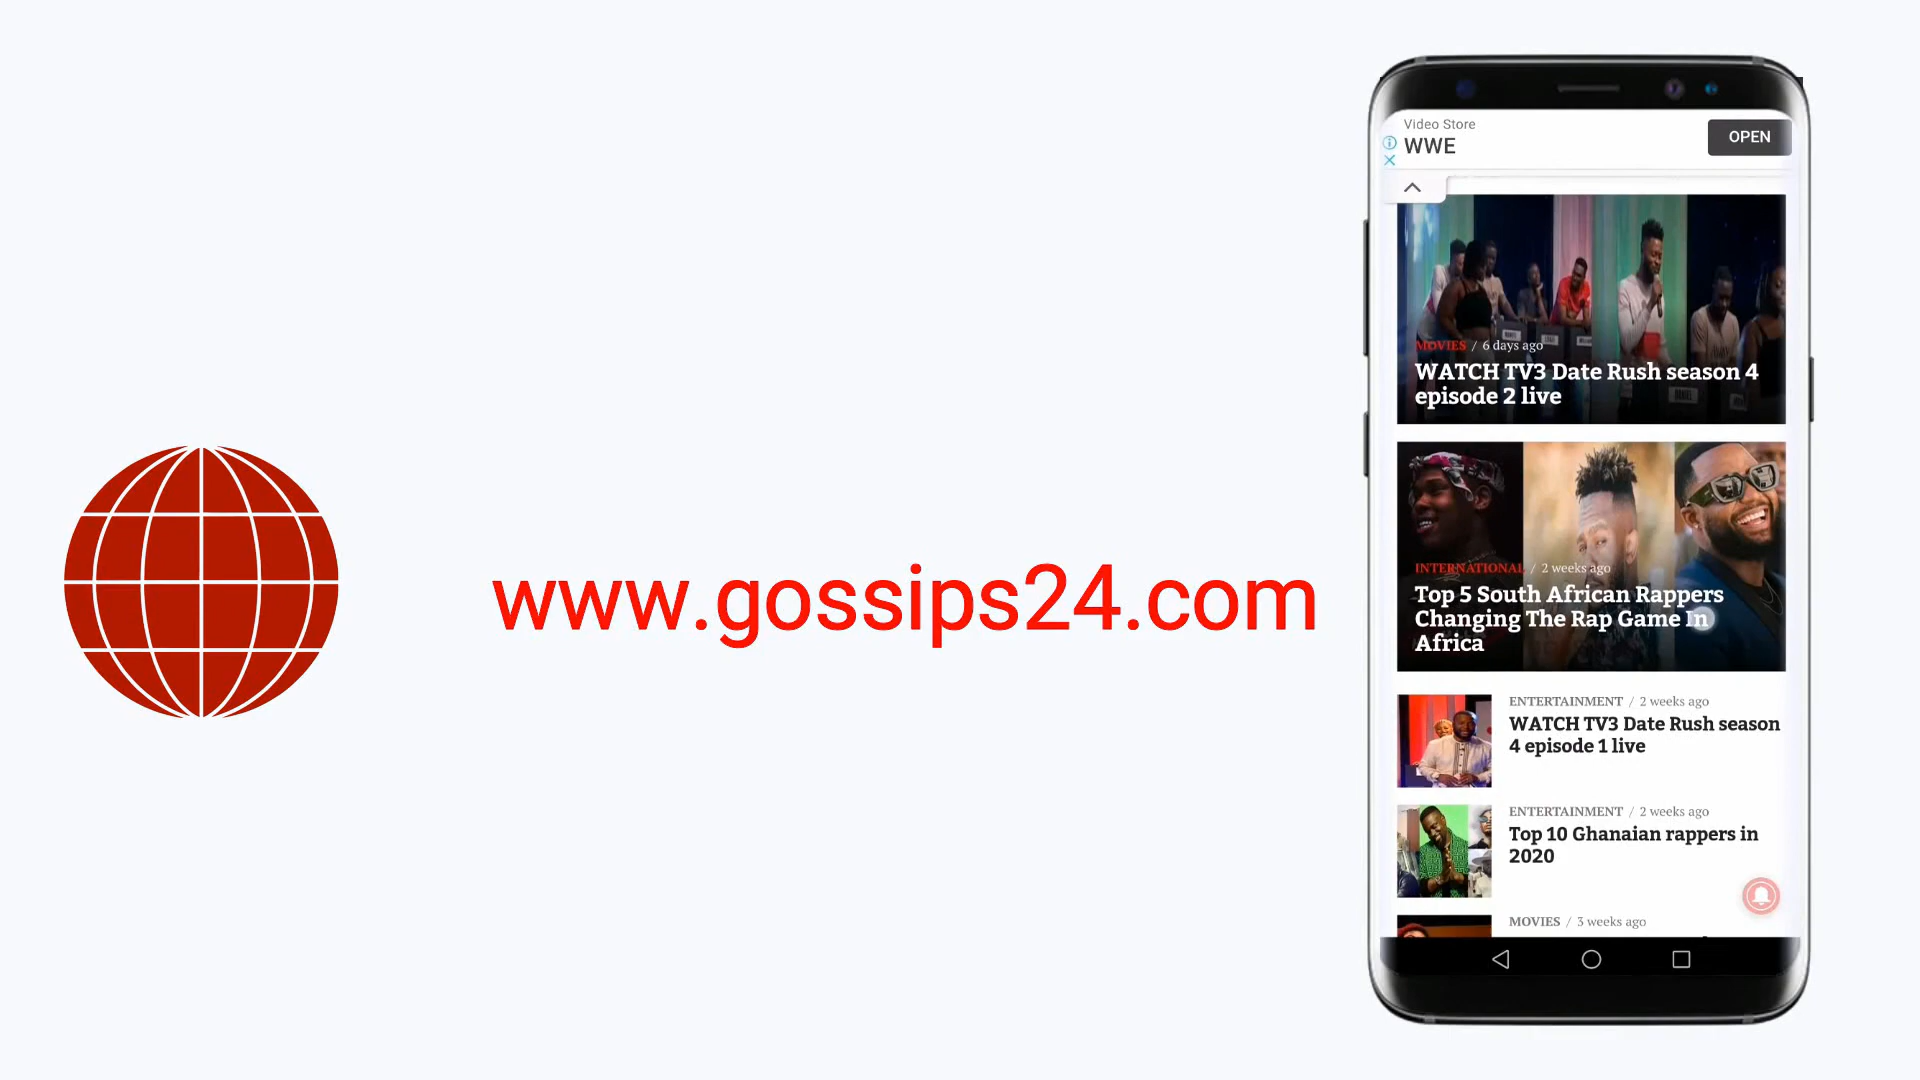 www.gossips24.com
Video Store
WWE
OPEN
MOVIES / 6 days ago
WATCH TV3 Date Rush season 4
episode 2 live
INTERNATIONAL / 2 weeks ago
Top 5 South African Rappers
Changing The Rap Game In
Africa
ENTERTAINMENT / 2 weeks ago
WATCH TV3 Date Rush season
4 episode 1 live
ENTERTAINMENT / 2 weeks ago
Top 10 Ghanaian rappers in
2020
MOVIES / 3 weeks ago